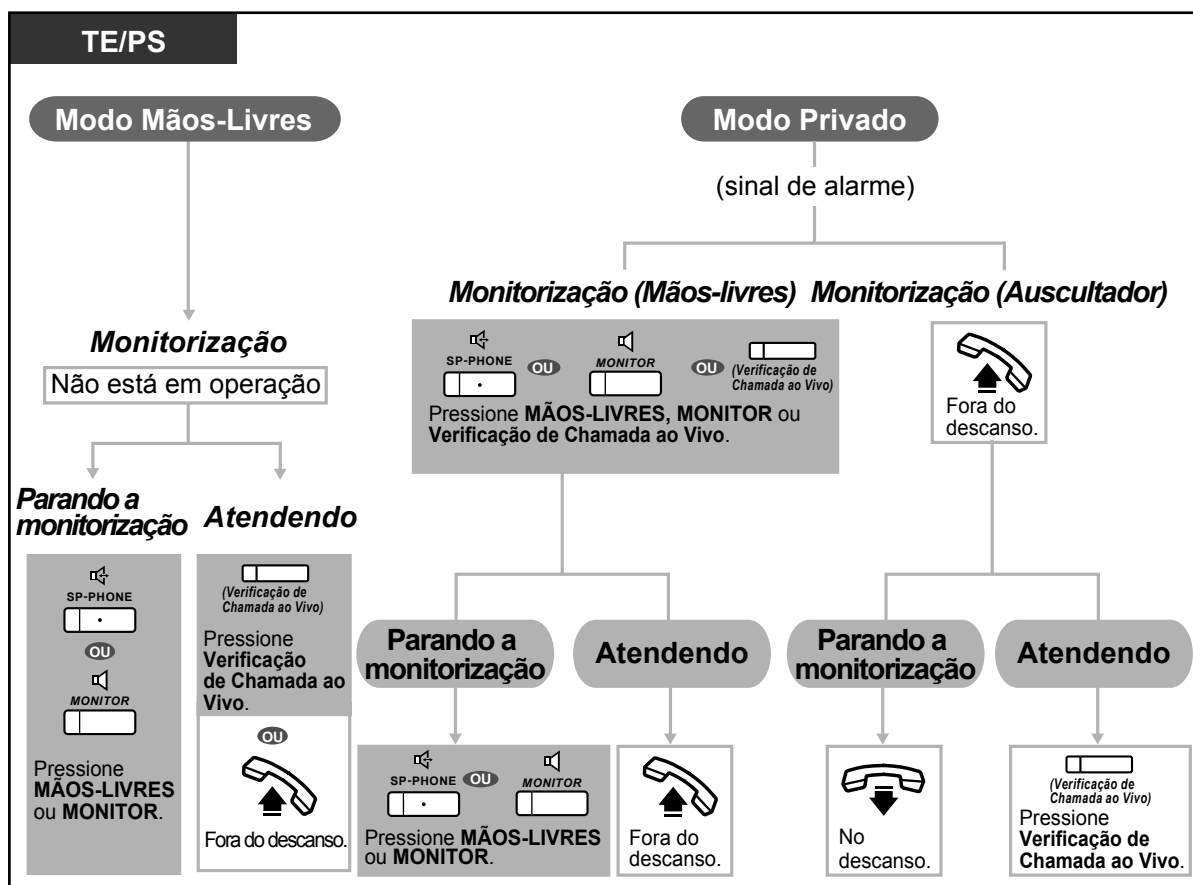 TE/PS
Modo Mãos-Livres
Monitorização
Não está em operação
Parando a
monitorização
SP-PHONE
OU
MONITOR
Pressione
MÃOS-LIVRES
ou MONITOR.
Atendendo
(Verificação de
Chamada ao Vivo)
Pressione
Verificação
de Chamada ao
Vivo.
OU
Fora do descanso.
Modo Privado
(sinal de alarme)
Monitorização (Mãos-livres)
SP-PHONE
OU
MONITOR
OU
(Verificação de
Chamada ao Vivo)
Pressione MÃOS-LIVRES, MONITOR ou
Verificação de Chamada ao Vivo.
Parando a
monitorização
SP-PHONE
OU
MONITOR
Pressione MÃOS-LIVRES
ou MONITOR.
Atendendo
Fora do
descanso.
Monitorização (Auscultador)
Fora do
descanso.
Parando a
monitorização
No
descanso.
Atendendo
(Verificação de
Chamada ao Vivo)
Pressione
Verificação de
Chamada ao Vivo.